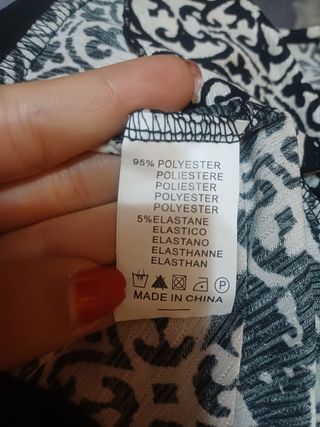 95% POLYESTER
POLIESTERE
POLIESTER
POLYESTER
POLYESTER
5%ELASTANE
ELASTICO
ELASTANO
ELASTHANNE
ELASTHAN
P
MADE IN CHINA